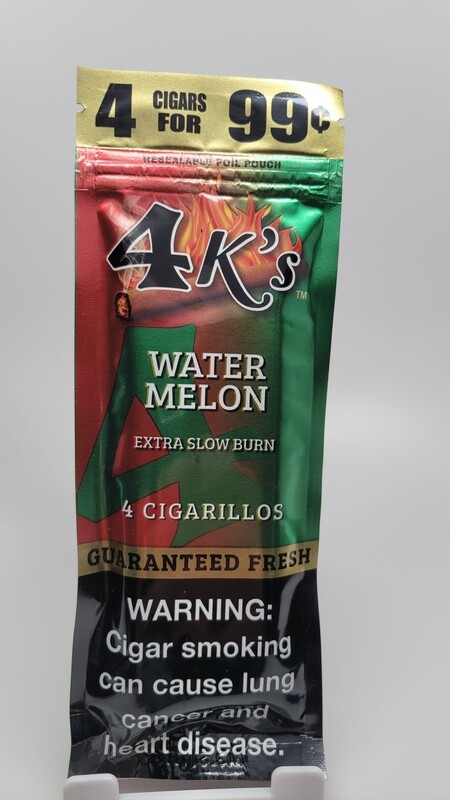 4 CIGARS FOR 99¢
RESEALABLE FOIL POUCH
4K's™
WATER
MELON
EXTRA SLOW BURN
4 CIGARILLOS
GUARANTEED FRESH
WARNING:
Cigar smoking
can cause lung
cancer and
heart disease.